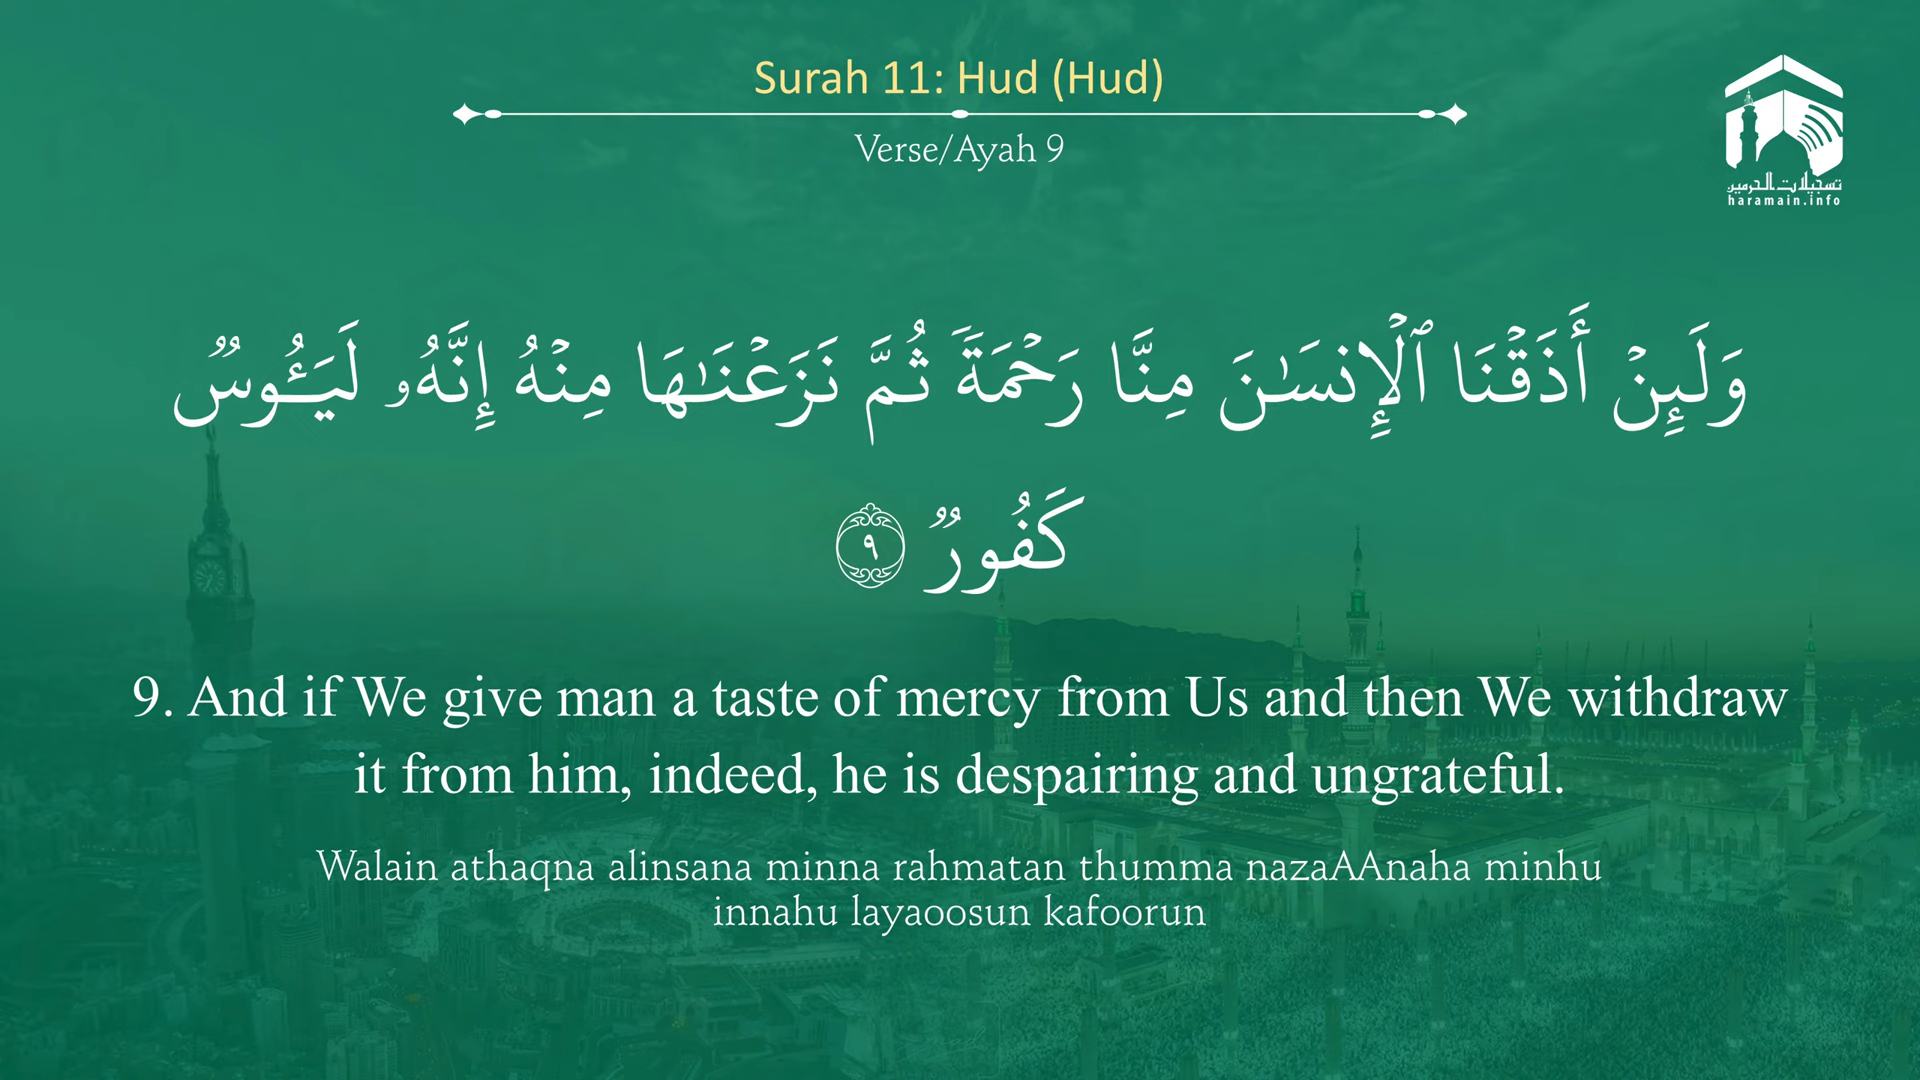 Surah 11: Hud (Hud)
Verse/Ayah 9
تسجيلات الحرمين
haramain.info
وَلَئِنْ أَذَقْنَا ٱلْإِنسَـٰنَ مِنَّا رَحْمَةً ثُمَّ نَزَعْنَـٰهَا مِنْهُ إِنَّهُۥ لَيَـُٔوسٌ
كَفُورٌ ٩
9. And if We give man a taste of mercy from Us and then We withdraw
it from him, indeed, he is despairing and ungrateful.
Walain athaqna alinsana minna rahmatan thumma nazaAAnaha minhu
innahu layaoosun kafoorun